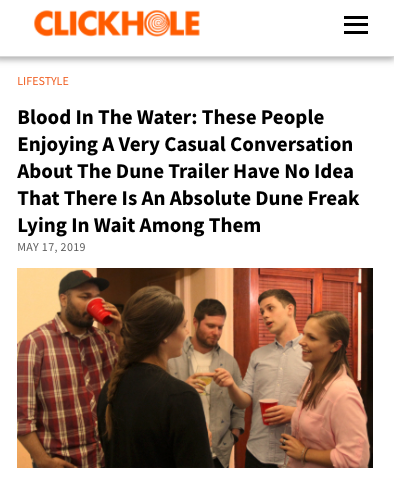 CLICKHOLE
LIFESTYLE
Blood In The Water: These People
Enjoying A Very Casual Conversation
About The Dune Trailer Have No Idea
That There Is An Absolute Dune Freak
Lying In Wait Among Them
MAY 17, 2019